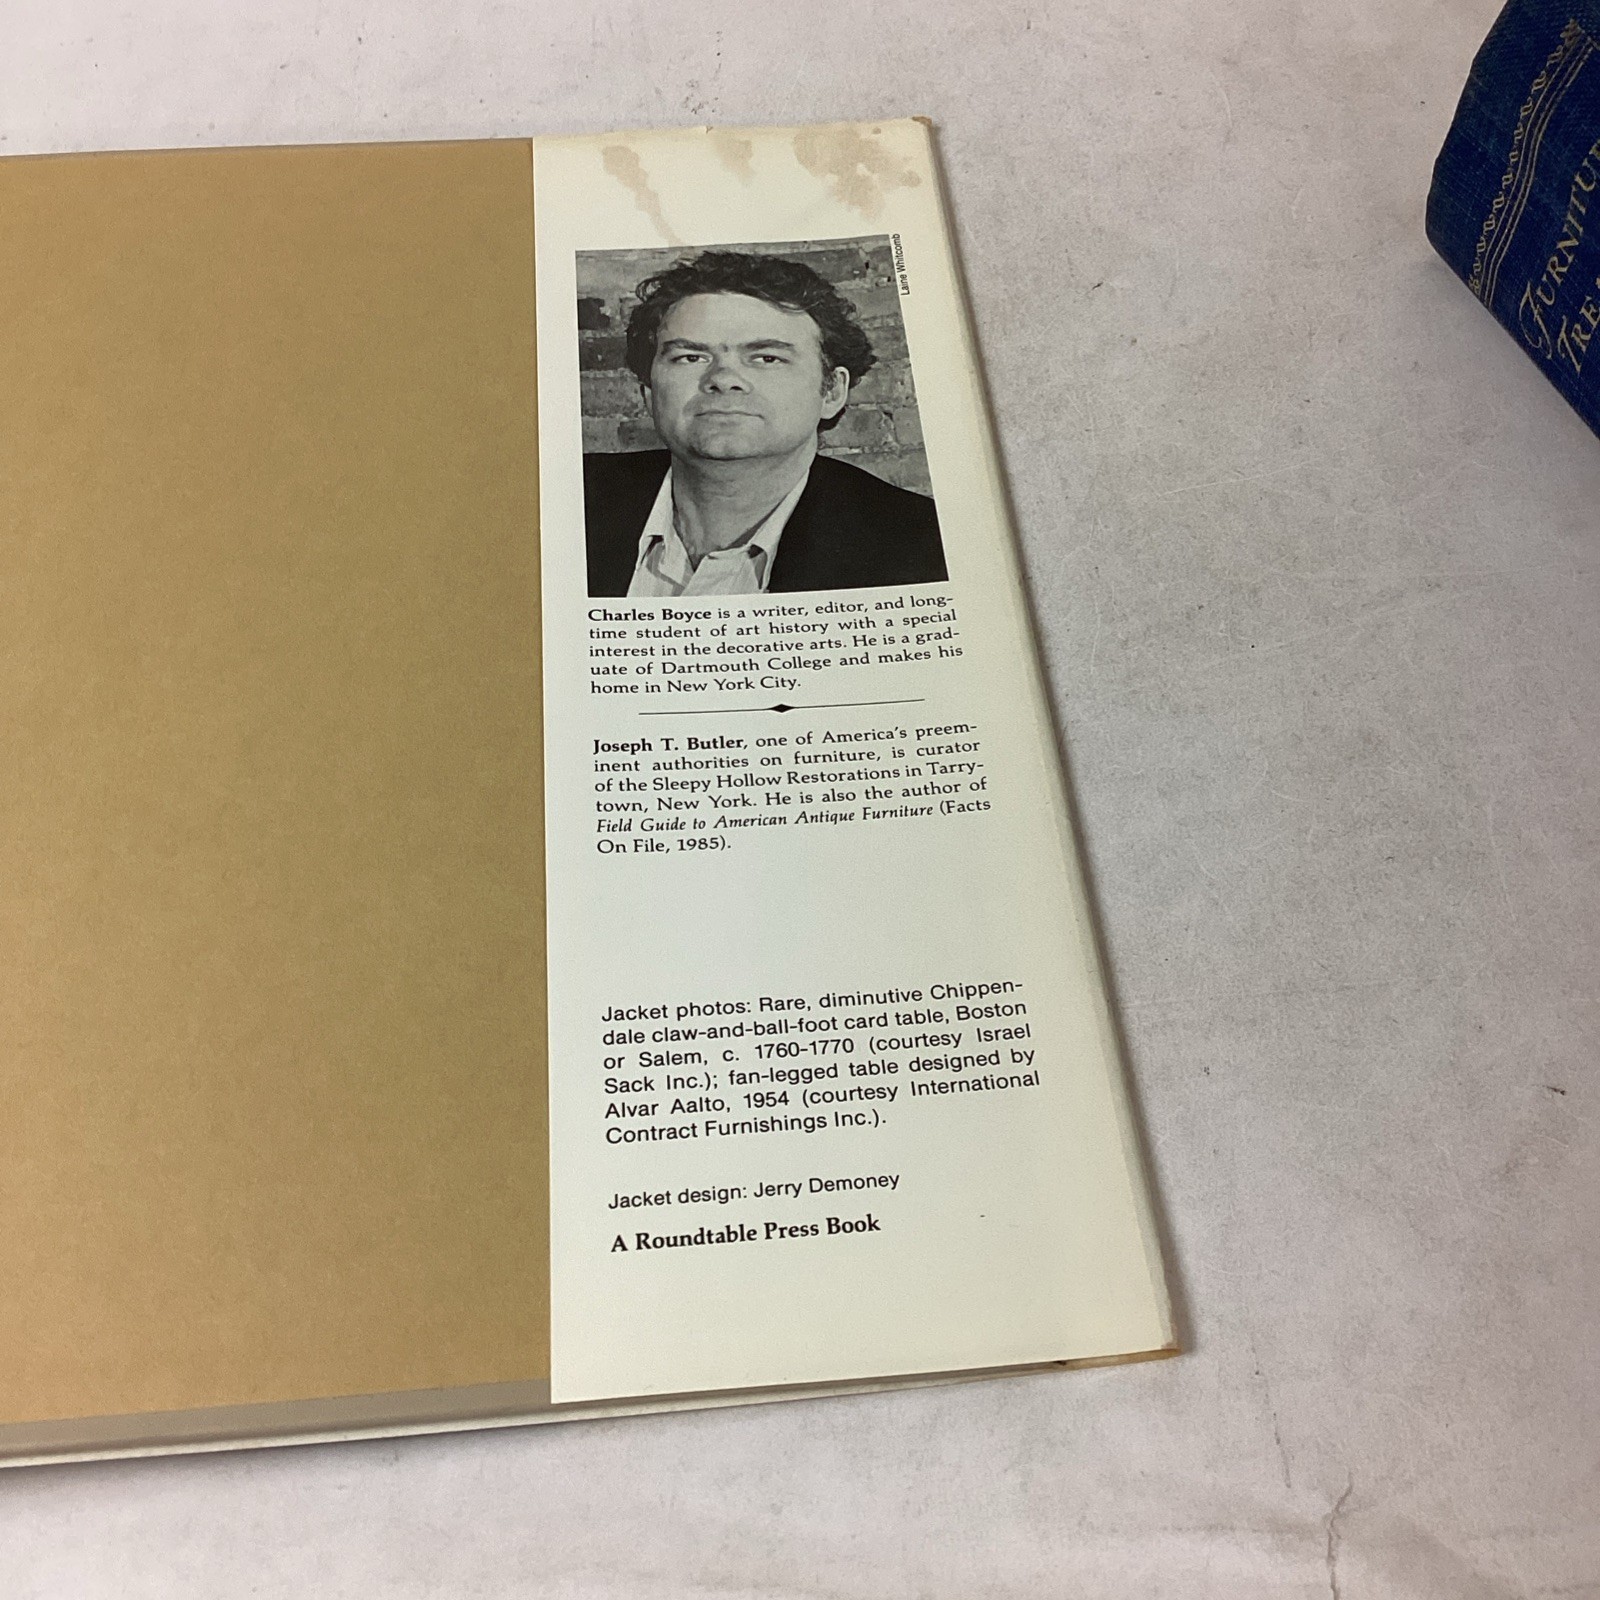 Laine Whitcomb
Charles Boyce is a writer, editor, and long-
time student of art history with a special
interest in the decorative arts. He is a grad-
uate of Dartmouth College and makes his
home in New York City.
Joseph T. Butler, one of America's preem-
inent authorities on furniture, is curator
of the Sleepy Hollow Restorations in Tarry-
town, New York. He is also the author of
Field Guide to American Antique Furniture (Facts
On File, 1985).
Jacket photos: Rare, diminutive Chippen-
dale claw-and-ball-foot card table, Boston
or Salem, c. 1760-1770 (courtesy Israel
Sack Inc.); fan-legged table designed by
Alvar Aalto, 1954 (courtesy International
Contract Furnishings Inc.).
Jacket design: Jerry Demoney
A Roundtable Press Book